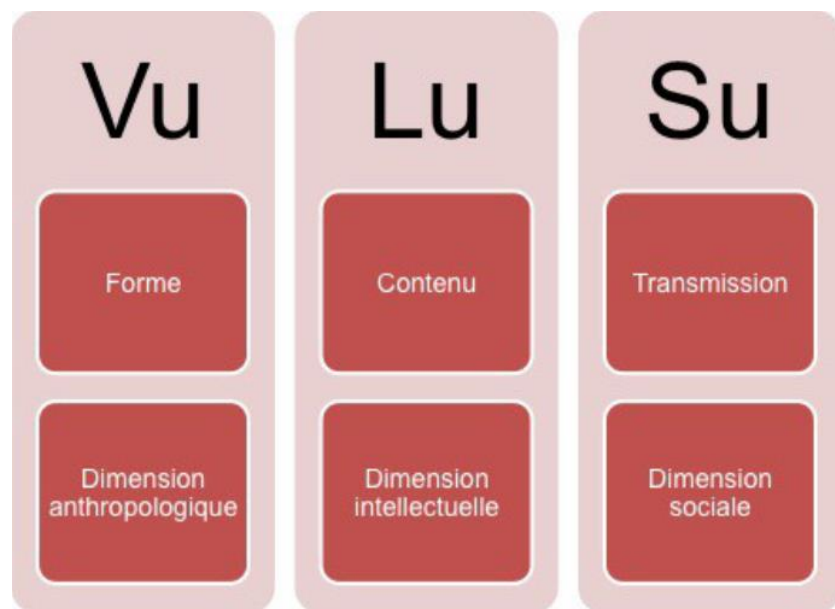 Vu
Forme
Dimension
anthropologique
Lu
Contenu
Dimension
intellectuelle
Su
Transmission
Dimension
sociale